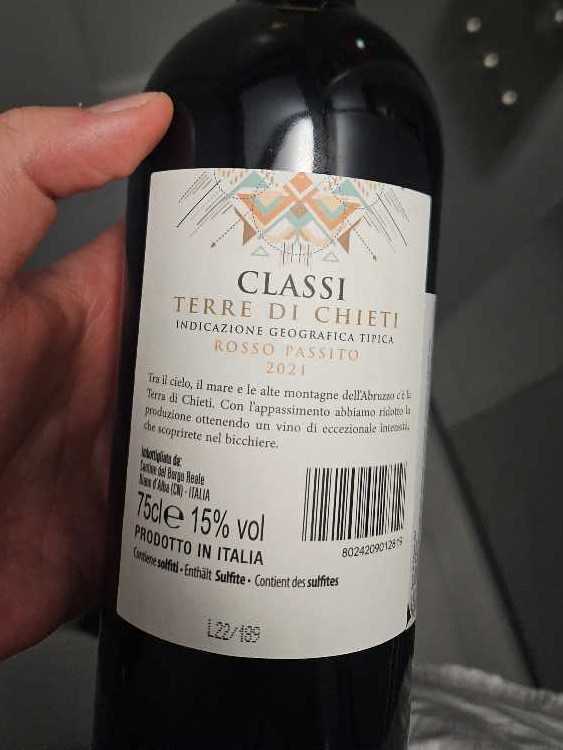 CLASSI
TERRE DI CHIETI
INDICAZIONE GEOGRAFICA TIPICA
ROSSO PASSITO
2021
Tra il cielo, il mare e le alte montagne dell'Abruzzo c'è la
Terra di Chieti. Con l'appassimento abbiamo ridotto la
produzione ottenendo un vino di eccezionale intensità,
che scoprirete nel bicchiere.
Imbottigliato da:
Cantine del Borgo Reale
Diano d'Alba (CN) - ITALIA
75cl e 15% vol
PRODOTTO IN ITALIA
Contiene solfiti • Enthält Sulfite • Contient des sulfites
8024209012619
L22/189